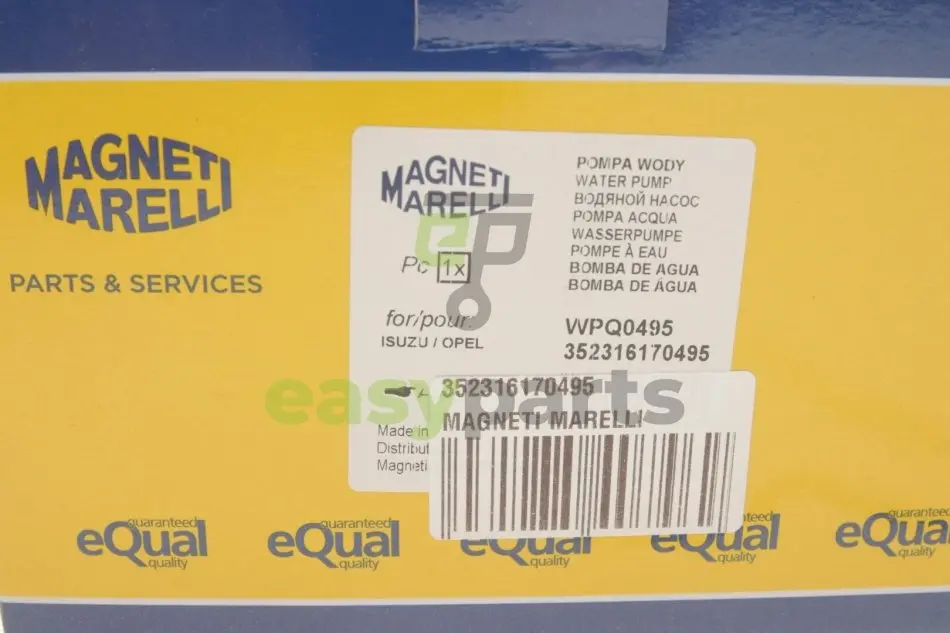 MAGNETI
MARELLI
PARTS & SERVICES
MAGNETI
MARELLI
Pc 1x
for/pour:
ISUZU / OPEL
POMPA WODY
WATER PUMP
ВОДЯНОЙ НАСОС
POMPA ACQUA
WASSERPUMPE
POMPE À EAU
BOMBA DE AGUA
BOMBA DE ÁGUA
WPQ0495
352316170495
Made in
Distribut
Magneti
352316170495
MAGNETI MARELLI
easyparts
guaranteed
eQual
quality
guaranteed
eQual
quality
eQual
quality
guaranteed
eQual
quality
guaranteed
eQual
quality